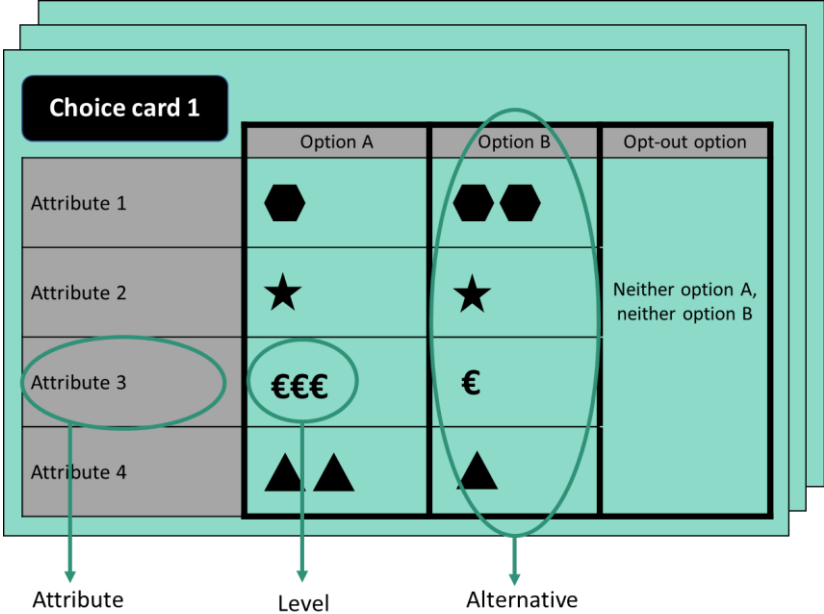 Choice card 1
Option A
Option B
Opt-out option
Attribute 1
Attribute 2
Neither option A,
neither option B
Attribute 3
€€€
€
Attribute 4
Attribute
Level
Alternative